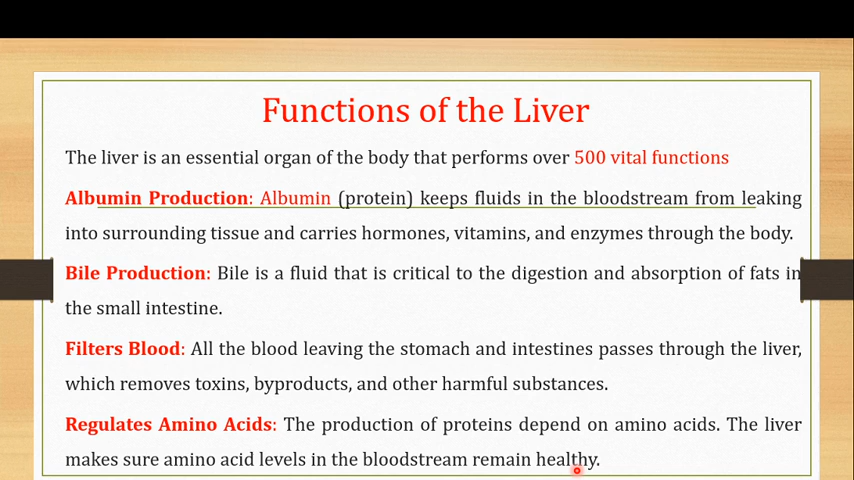 Functions of the Liver
The liver is an essential organ of the body that performs over 500 vital functions
Albumin Production: Albumin (protein) keeps fluids in the bloodstream from leaking
into surrounding tissue and carries hormones, vitamins, and enzymes through the body.
Bile Production: Bile is a fluid that is critical to the digestion and absorption of fats in
the small intestine.
Filters Blood: All the blood leaving the stomach and intestines passes through the liver,
which removes toxins, byproducts, and other harmful substances.
Regulates Amino Acids: The production of proteins depend on amino acids. The liver
makes sure amino acid levels in the bloodstream remain healthy.